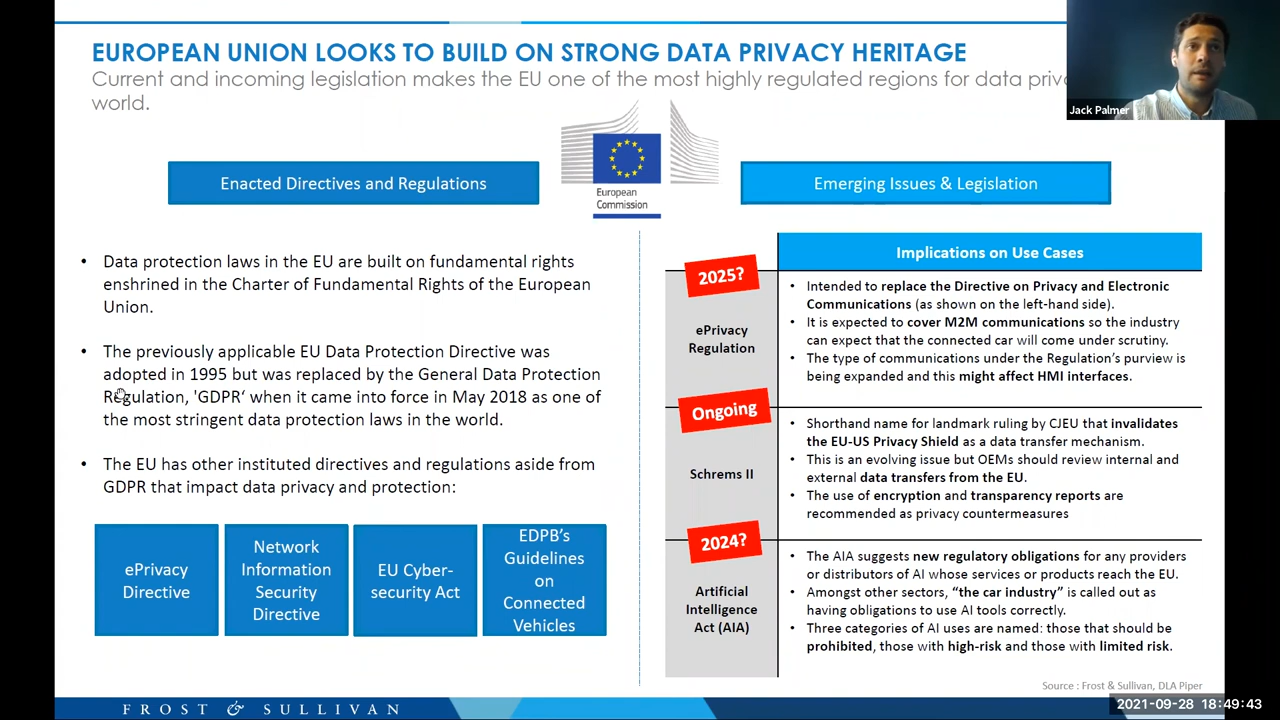 EUROPEAN UNION LOOKS TO BUILD ON STRONG DATA PRIVACY HERITAGE
Current and incoming legislation makes the EU one of the most highly regulated regions for data
world.
Jack Palmer
European
Commission
Enacted Directives and Regulations
Emerging Issues & Legislation
• Data protection laws in the EU are built on fundamental rights
enshrined in the Charter of Fundamental Rights of the European
Union.
• The previously applicable EU Data Protection Directive was
adopted in 1995 but was replaced by the General Data Protection
Regulation, 'GDPR‘ when it came into force in May 2018 as one of
the most stringent data protection laws in the world.
• The EU has other instituted directives and regulations aside from
GDPR that impact data privacy and protection:
ePrivacy
Directive
Network
Information
Security
Directive
EU Cyber-
security Act
EDPB's
Guidelines
on
Connected
Vehicles
Implications on Use Cases
2025?
ePrivacy
Regulation
• Intended to replace the Directive on Privacy and Electronic
Communications (as shown on the left-hand side).
• It is expected to cover M2M communications so the industry
can expect that the connected car will come under scrutiny.
• The type of communications under the Regulation's purview is
being expanded and this might affect HMI interfaces.
Ongoing
Schrems II
• Shorthand name for landmark ruling by CJEU that invalidates
the EU-US Privacy Shield as a data transfer mechanism.
• This is an evolving issue but OEMs should review internal and
external data transfers from the EU.
• The use of encryption and transparency reports are
recommended as privacy countermeasures
2024?
Artificial
Intelligence
Act (AIA)
• The AIA suggests new regulatory obligations for any providers
or distributors of AI whose services or products reach the EU.
• Amongst other sectors, “the car industry” is called out as
having obligations to use AI tools correctly.
• Three categories of AI uses are named: those that should be
prohibited, those with high-risk and those with limited risk.
Source : Frost & Sullivan, DLA Piper
FROST & SULLIVAN
2021-09-28 18:49:43